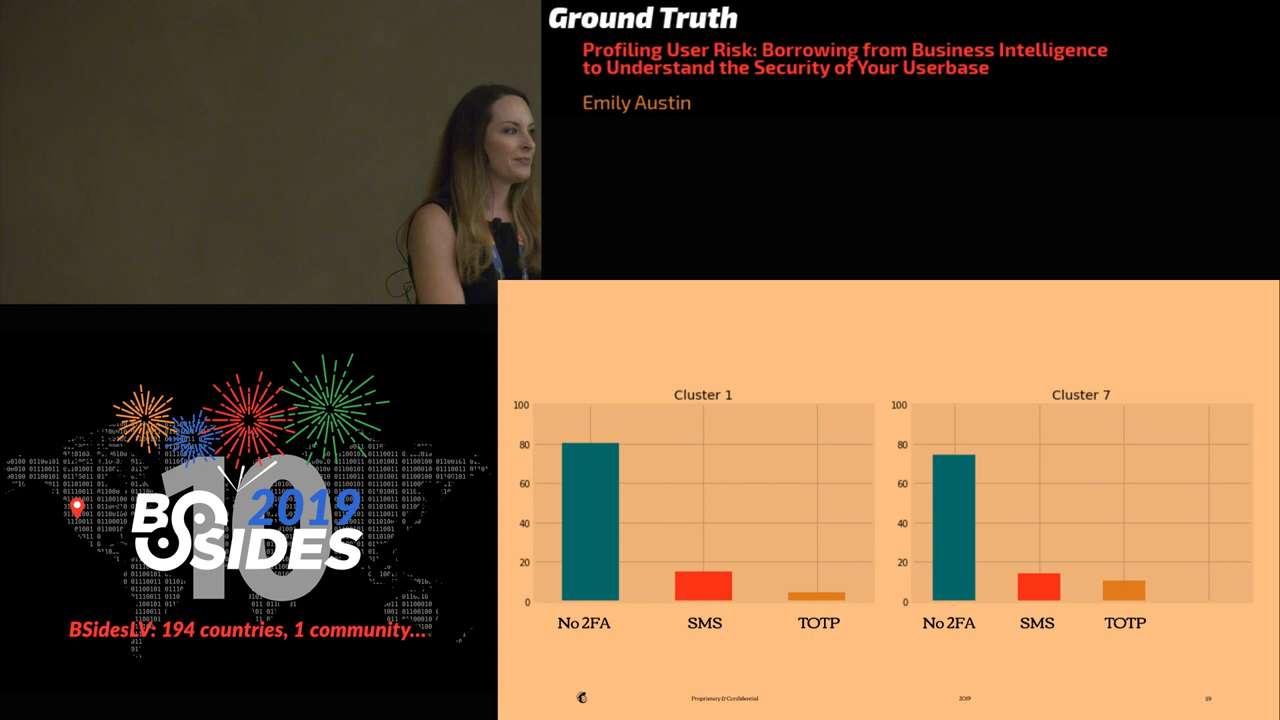 Ground Truth
Profiling User Risk: Borrowing from Business Intelligence
to Understand the Security of Your Userbase
Emily Austin
10
2019
BSIDES
BSidesLV: 194 countries, 1 community...
Cluster 1
100
80
60
40
20
0
No 2FA SMS TOTP
Cluster 7
100
80
60
40
20
0
No 2FA SMS TOTP
Proprietary & Confidential 2019 59